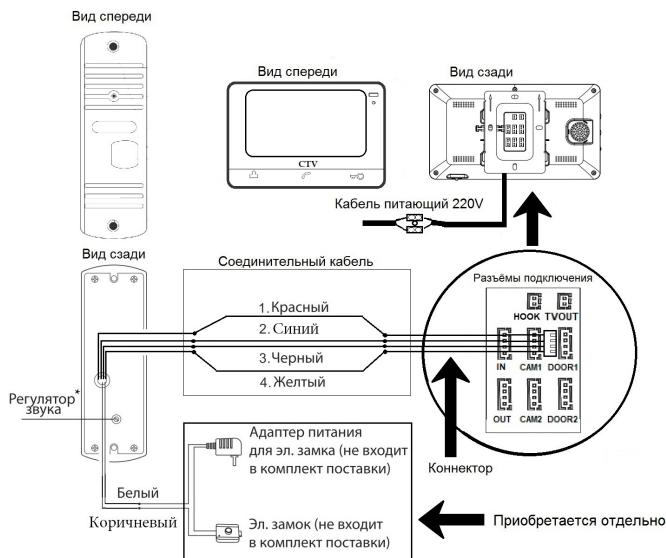 Вид спереди
Вид спереди
Вид сзади
CTV
Кабель питающий 220V
Вид сзади
Соединительный кабель
Разъёмы подключения
HOOK TVOUT
1. Красный
2. Синий
3. Черный
4. Желтый
IN CAM1 DOOR1
OUT CAM2 DOOR2
Регулятор*
звука
Коннектор
Адаптер питания
для эл. замка (не входит
в комплект поставки)
Белый
Коричневый
Эл. замок (не входит
в комплект поставки)
Приобретается отдельно